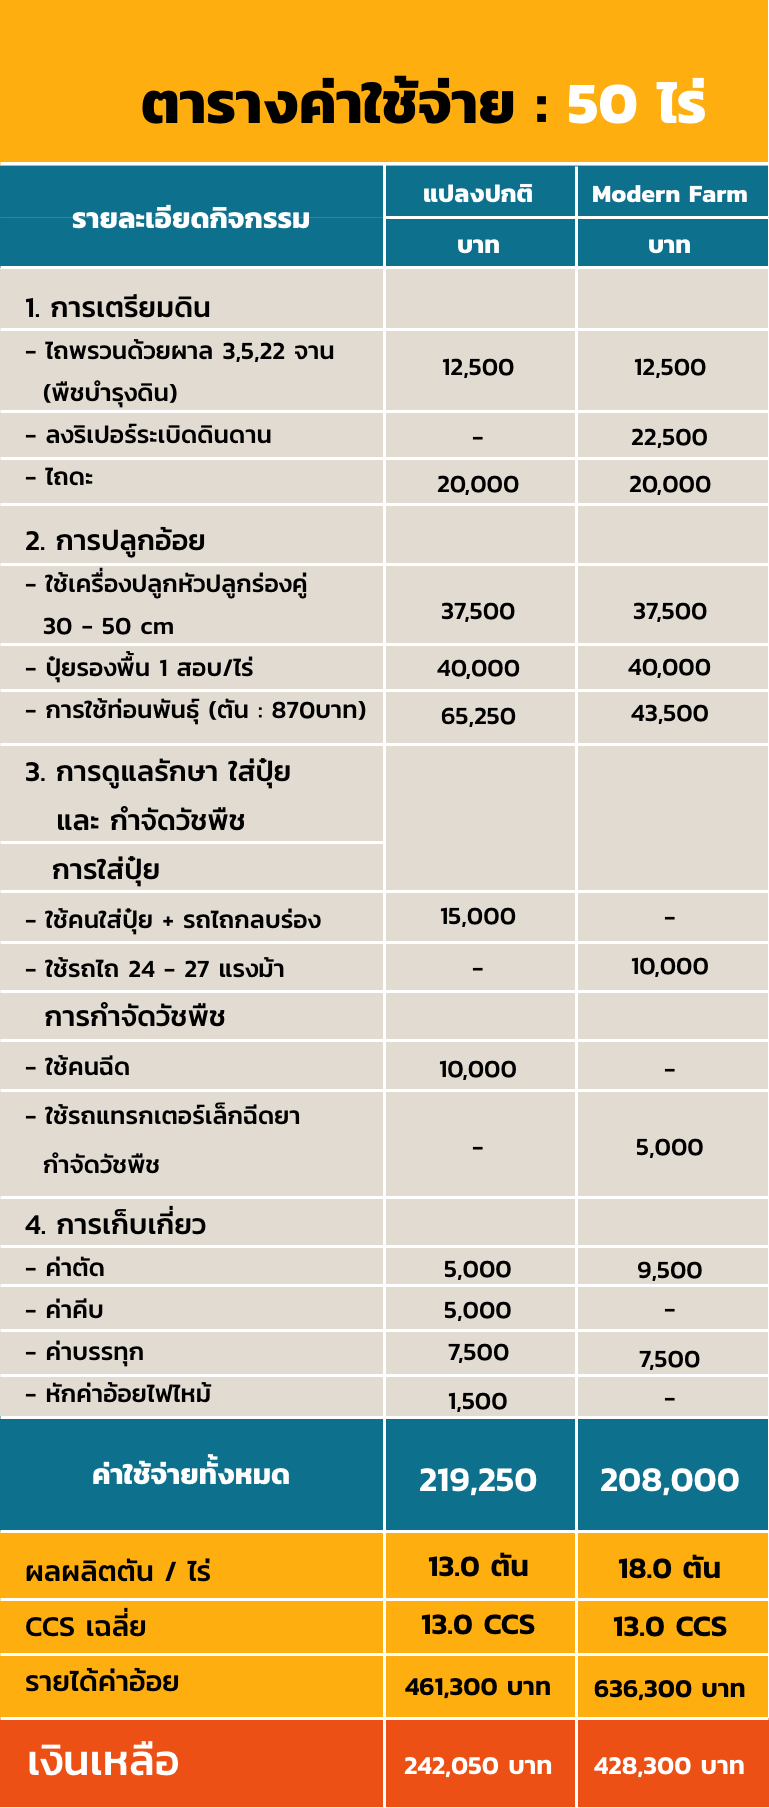 ตารางค่าใช้จ่าย : 50 ไร่
รายละเอียดกิจกรรม แปลงปกติ Modern Farm
บาท บาท
1. การเตรียมดิน
- ไถพรวนด้วยผาล 3,5,22 จาน
(พืชบำรุงดิน) 12,500 12,500
- ลงริเปอร์ระเบิดดินดาน - 22,500
- ไถดะ 20,000 20,000
2. การปลูกอ้อย
- ใช้เครื่องปลูกหัวปลูกร่องคู่
30 - 50 cm 37,500 37,500
- ปุ๋ยรองพื้น 1 สอบ/ไร่ 40,000 40,000
- การใช้ท่อนพันธุ์ (ตัน : 870บาท) 65,250 43,500
3. การดูแลรักษา ใส่ปุ๋ย
และ กำจัดวัชพืช
การใส่ปุ๋ย
- ใช้คนใส่ปุ๋ย + รถไถกลบร่อง 15,000 -
- ใช้รถไถ 24 - 27 แรงม้า - 10,000
การกำจัดวัชพืช
- ใช้คนฉีด 10,000 -
- ใช้รถแทรกเตอร์เล็กฉีดยา
กำจัดวัชพืช - 5,000
4. การเก็บเกี่ยว
- ค่าตัด 5,000 9,500
- ค่าคีบ 5,000 -
- ค่าบรรทุก 7,500 7,500
- หักค่าอ้อยไฟไหม้ 1,500 -
ค่าใช้จ่ายทั้งหมด 219,250 208,000
ผลผลิตตัน / ไร่ 13.0 ตัน 18.0 ตัน
CCS เฉลี่ย 13.0 CCS 13.0 CCS
รายได้ค่าอ้อย 461,300 บาท 636,300 บาท
เงินเหลือ 242,050 บาท 428,300 บาท